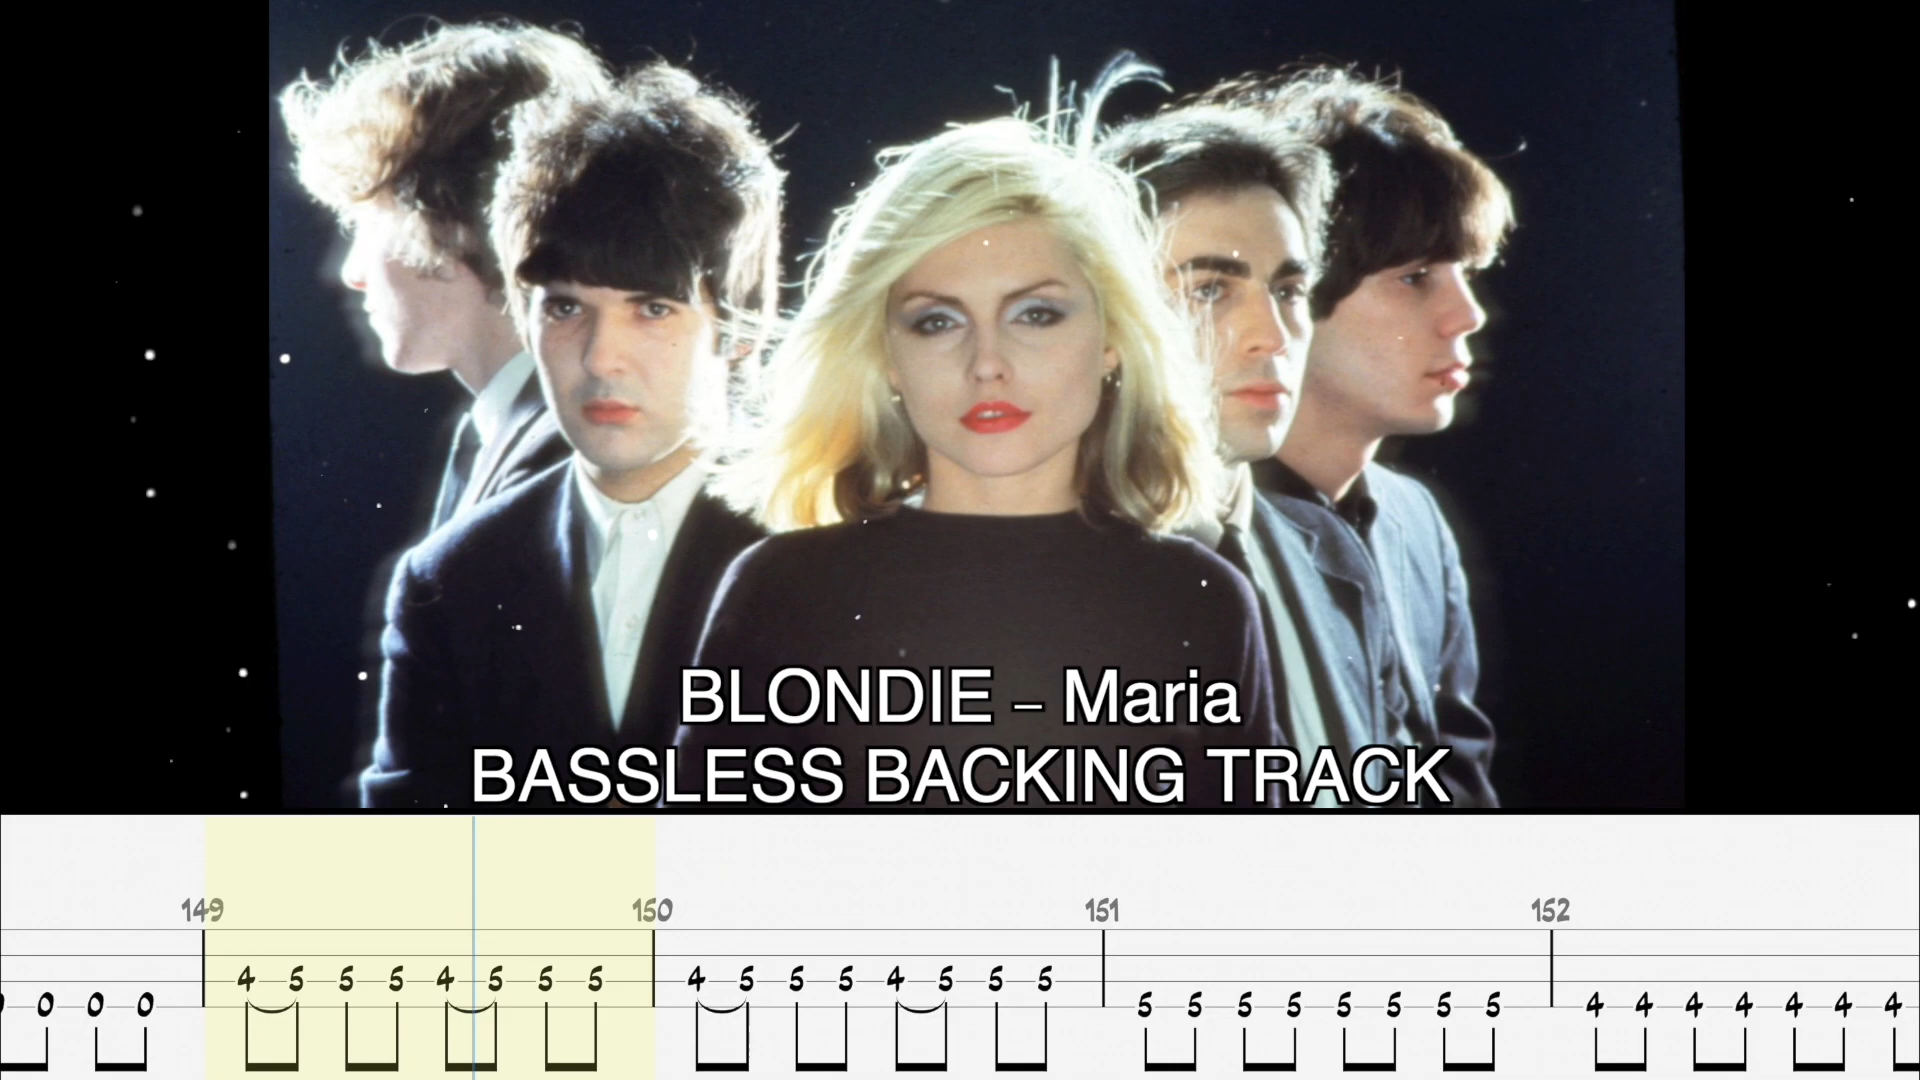 BLONDIE – Maria
BASSLESS BACKING TRACK
149 150 151 152
4 5 5 5 4 5 5 5 4 5 5 5 4 5 5 5
0 0 0 5 5 5 5 5 5 5 5 4 4 4 4 4 4 4